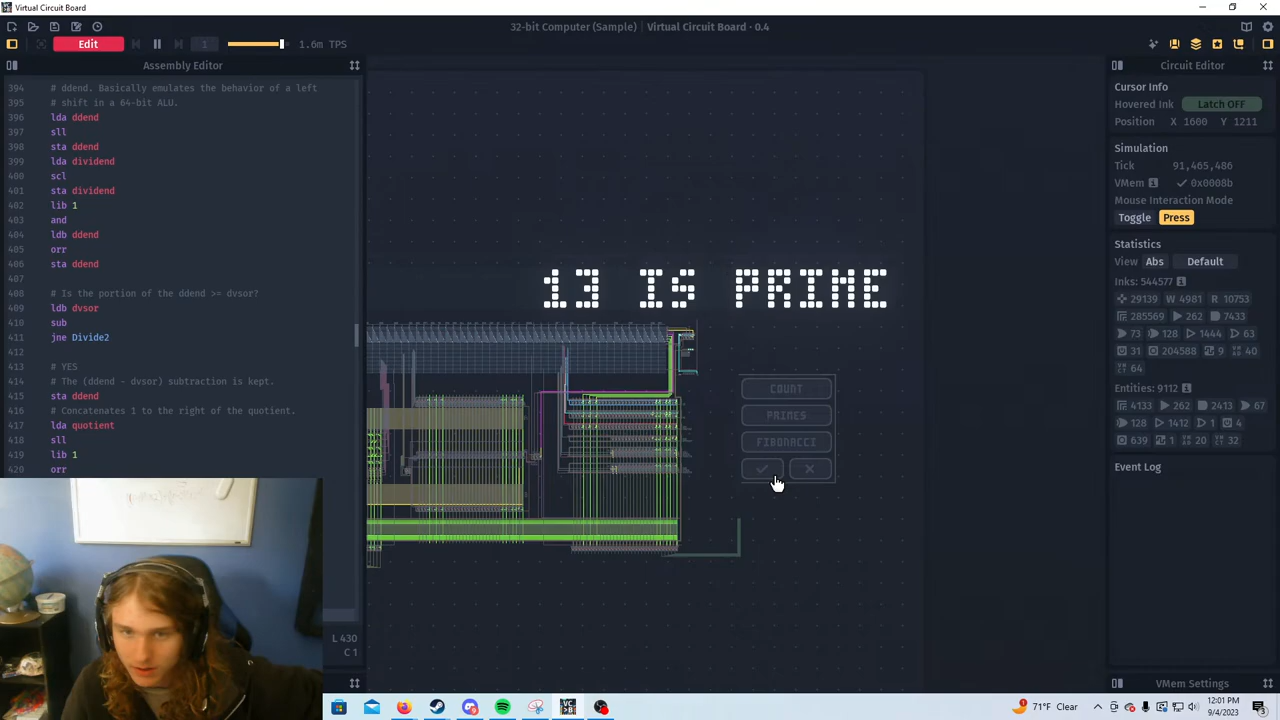 Virtual Circuit Board
32-bit Computer (Sample) | Virtual Circuit Board - 0.4
Edit
1
1.6m TPS
Assembly Editor
394 # ddend. Basically emulates the behavior of a left
395 # shift in a 64-bit ALU.
396 lda ddend
397 sll
398 sta ddend
399 lda dividend
400 scl
401 sta dividend
402 lib 1
403 and
404 ldb ddend
405 orr
406 sta ddend
407
408 # Is the portion of the ddend >= dvsor?
409 ldb dvsor
410 sub
411 jne Divide2
412
413 # YES
414 # The (ddend - dvsor) subtraction is kept.
415 sta ddend
416 # Concatenates 1 to the right of the quotient.
417 lda quotient
418 sll
419 lib 1
420 orr
L 430
C 1
13 IS PRIME
COUNT
PRIMES
FIBONACCI
Circuit Editor
Cursor Info
Hovered Ink Latch OFF
Position X 1600 Y 1211
Simulation
Tick 91,465,486
VMem 0x0008b
Mouse Interaction Mode
Toggle Press
Statistics
View Abs Default
Inks: 544577
29139 W 4981 R 10753
285569 262 7433
73 128 1444 63
31 204588 9 40
64
Entities: 9112
4133 262 2413 67
128 1412 1 4
639 1 20 32
Event Log
VMem Settings
71°F Clear
12:01 PM
9/4/2023